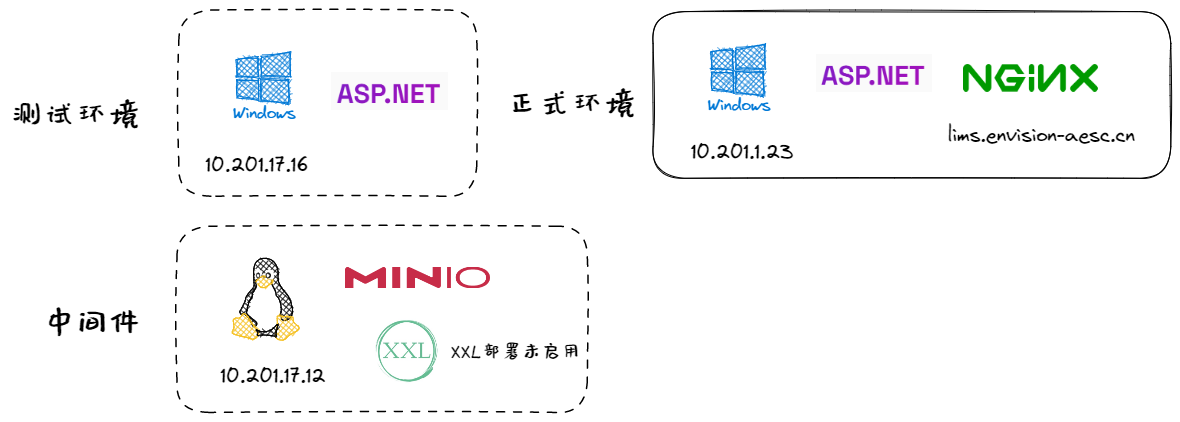 测试环境
Windows
ASP.NET
10.201.17.16
正式环境
Windows
ASP.NET
NGINX
10.201.1.23
lims.envision-aesc.cn
中间件
MINIO
XXL
XXL部署未启用
10.201.17.12